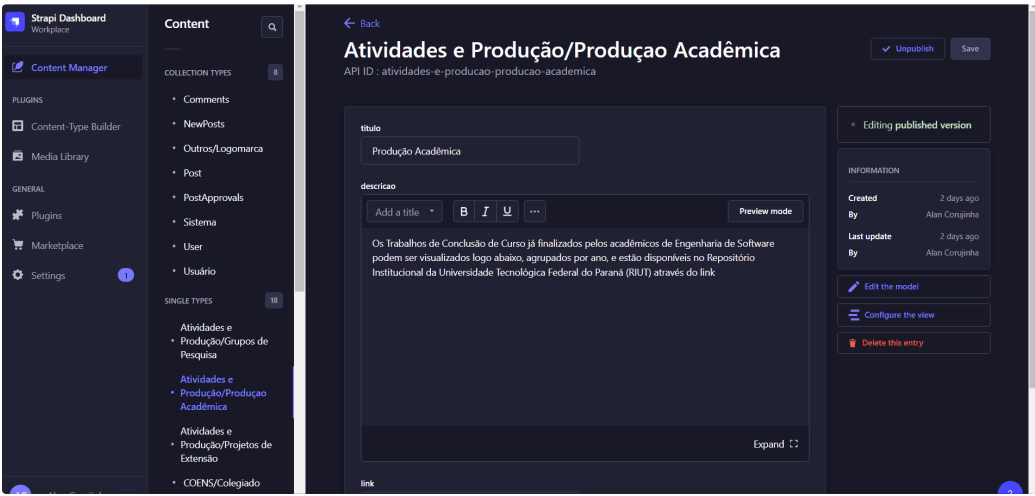 Strapi Dashboard
Workplace
Content Manager
PLUGINS
Content-Type Builder
Media Library
GENERAL
Plugins
Marketplace
Settings
1
Content
COLLECTION TYPES
8
Comments
NewPosts
Outros/Logomarca
Post
PostApprovals
Sistema
User
Usuário
SINGLE TYPES
18
Atividades e
Produção/Grupos de
Pesquisa
Atividades e
Produção/Produçao
Acadêmica
Atividades e
Produção/Projetos de
Extensão
COENS/Colegiado
Back
Atividades e Produção/Produçao Acadêmica
API ID : atividades-e-producao-producao-academica
Unpublish
Save
titulo
Produção Acadêmica
descricao
Add a title
B
I
U
Preview mode
Os Trabalhos de Conclusão de Curso já finalizados pelos acadêmicos de Engenharia de Software
podem ser visualizados logo abaixo, agrupados por ano, e estão disponíveis no Repositório
Institucional da Universidade Tecnológica Federal do Paraná (RIUT) através do link
Expand
link
Editing published version
INFORMATION
Created 2 days ago
By Alan Corujinha
Last update 2 days ago
By Alan Corujinha
Edit the model
Configure the view
Delete this entry